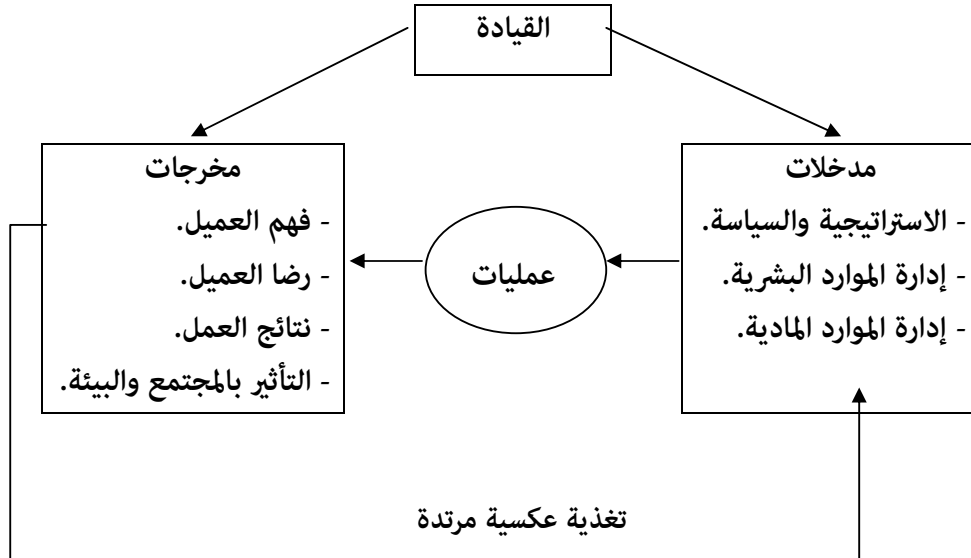 القيادة
مدخلات
- الاستراتيجية والسياسة.
- إدارة الموارد البشرية.
- إدارة الموارد المادية.
عمليات
مخرجات
- فهم العميل.
- رضا العميل.
- نتائج العمل.
- التأثير بالمجتمع والبيئة.
تغذية عكسية مرتدة